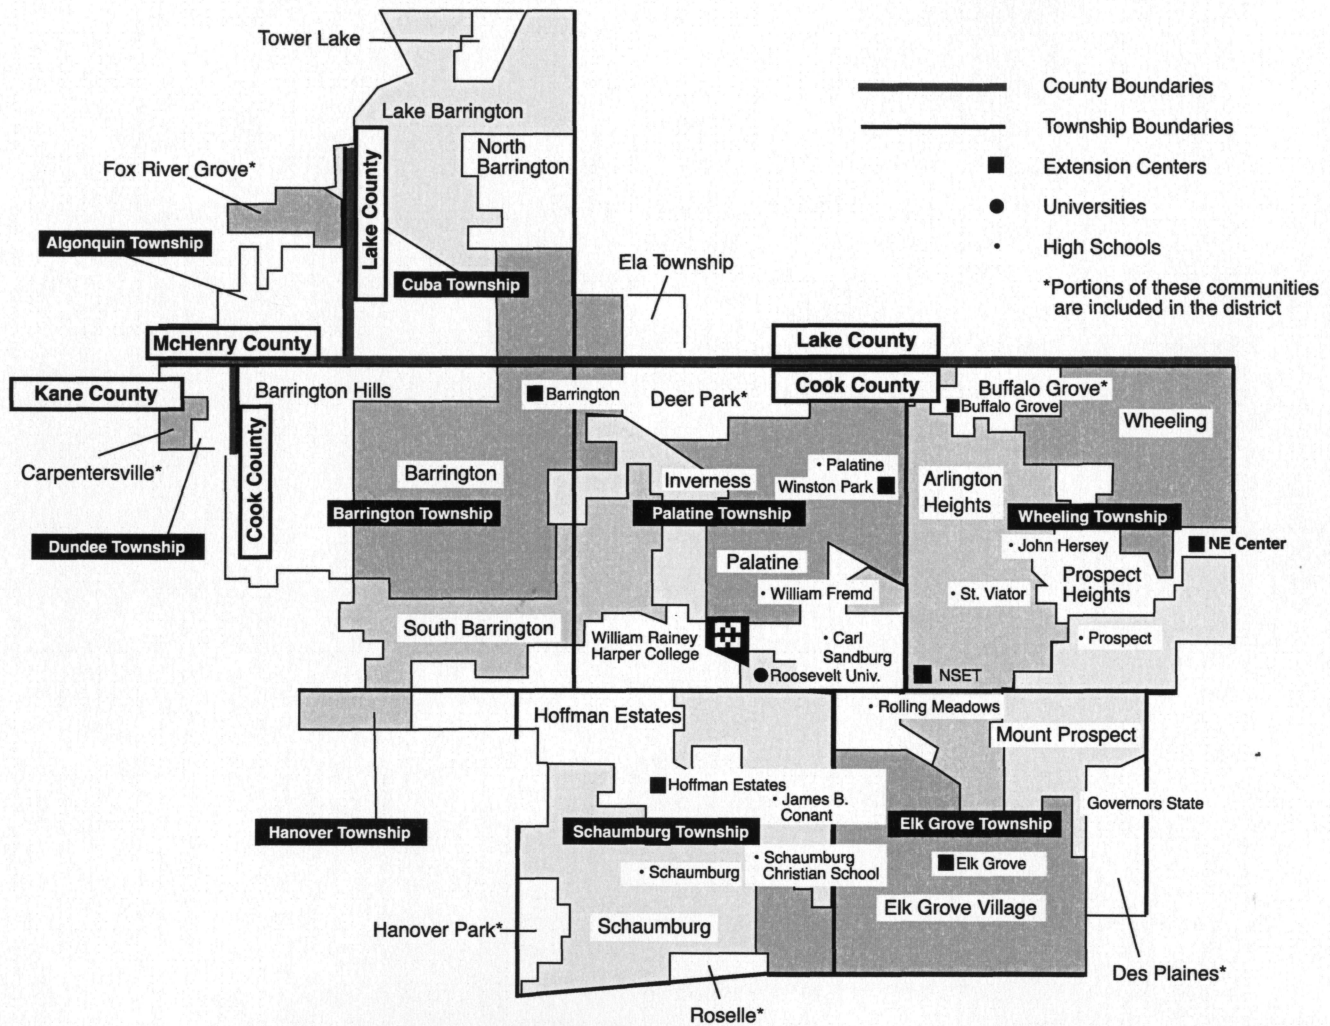 Tower Lake
Lake Barrington
North
Barrington
Fox River Grove*
Lake County
Algonquin Township
Cuba Township
Ela Township
McHenry County
Lake County
Cook County
Kane County
Cook County
County Boundaries
Township Boundaries
Extension Centers
Universities
High Schools
*Portions of these communities
are included in the district
Barrington Hills
Barrington
Deer Park*
Buffalo Grove*
Buffalo Grove
Wheeling
Carpentersville*
Barrington
Inverness
Palatine
Winston Park
Arlington
Heights
Barrington Township
Palatine Township
Wheeling Township
Dundee Township
John Hersey
NE Center
Palatine
Prospect
Heights
William Fremd
St. Viator
South Barrington
William Rainey
Harper College
Carl
Sandburg
Prospect
Roosevelt Univ.
NSET
Hoffman Estates
Rolling Meadows
Mount Prospect
Hoffman Estates
James B.
Conant
Governors State
Hanover Township
Schaumburg Township
Elk Grove Township
Schaumburg
Schaumburg
Christian School
Elk Grove
Elk Grove Village
Hanover Park*
Schaumburg
Des Plaines*
Roselle*